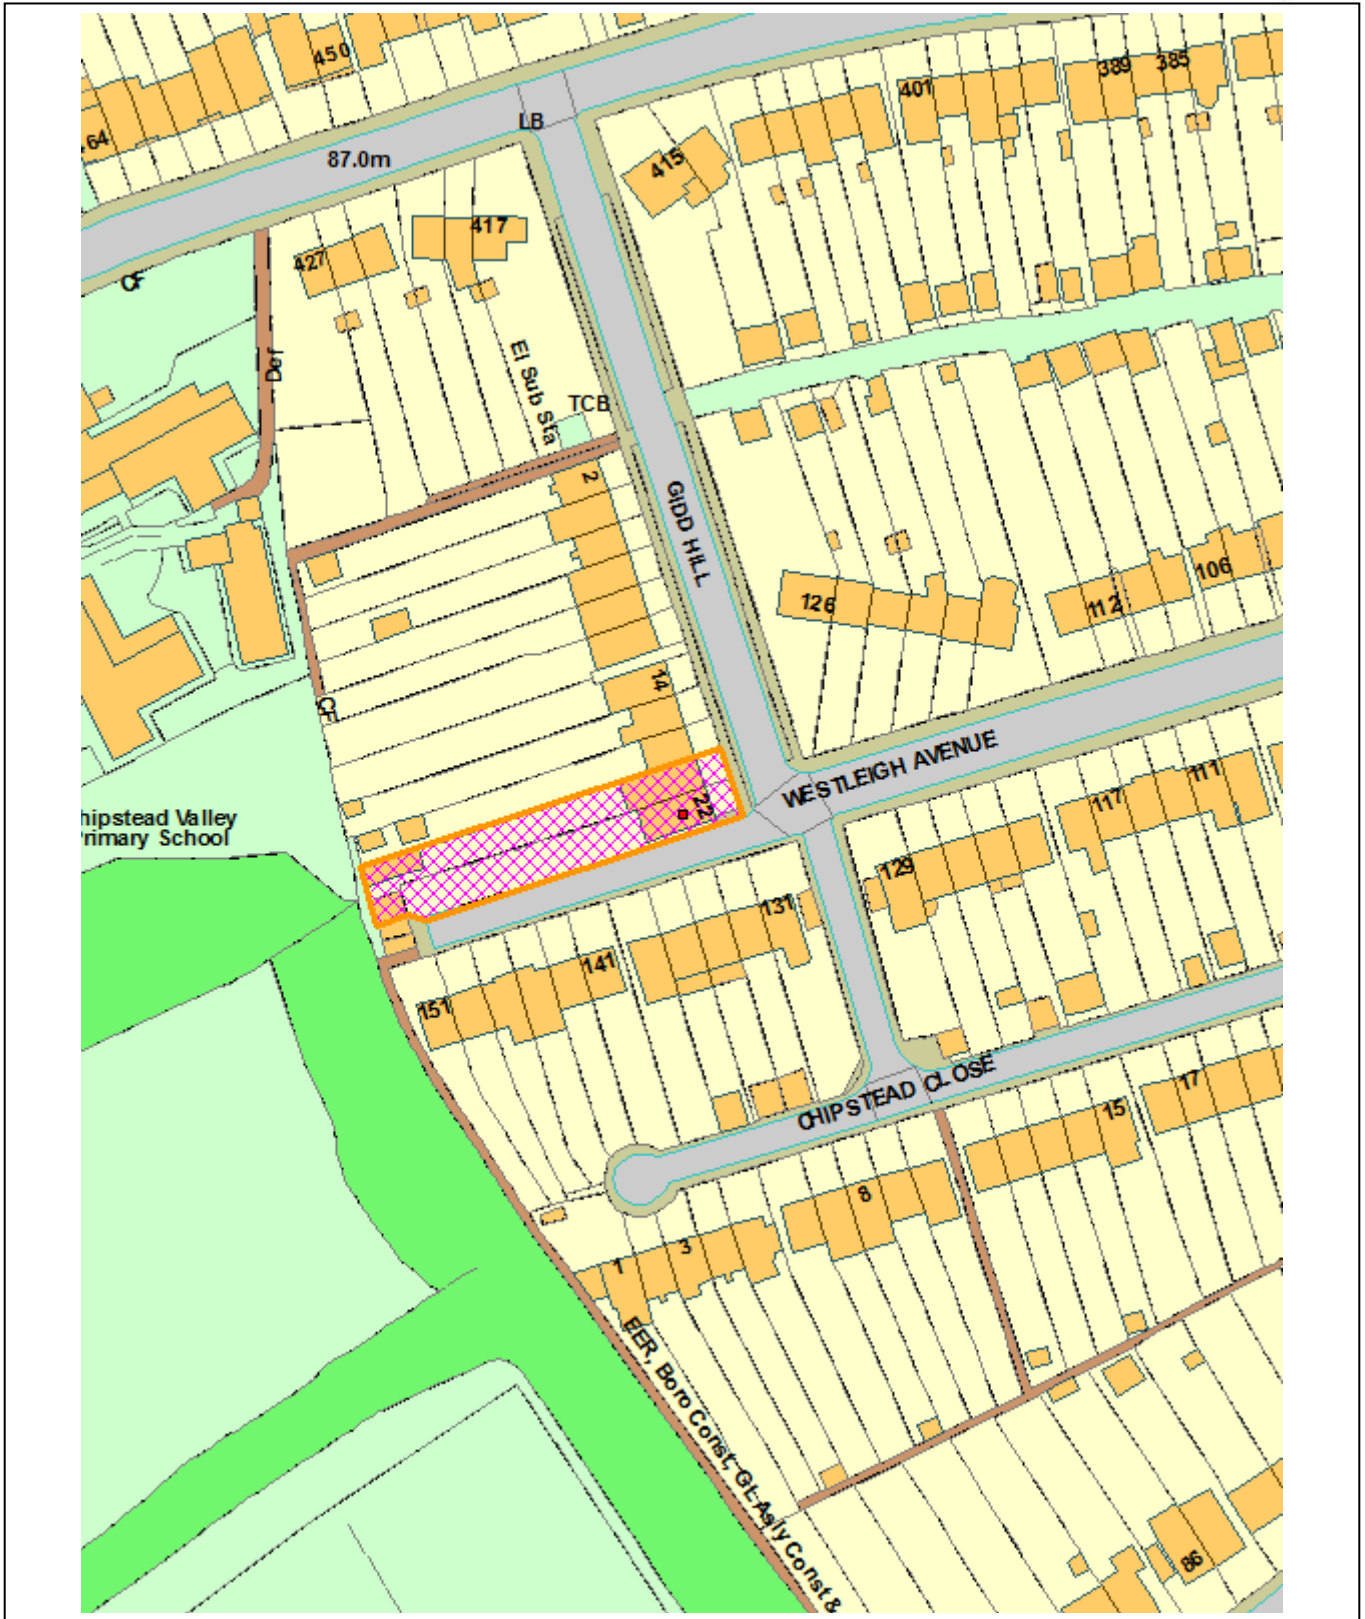 450
64
LB
87.0m
415
401
389
385
417
427
CF
Def
El Sub Sta
TCB
2
GIDD HILL
126
112
106
14
CF
WESTLEIGH AVENUE
22
117
111
hipstead Valley
rimary School
129
131
141
151
CHIPSTEAD CLOSE
17
15
8
3
1
EER, Boro Const, GL Asly Const &
86